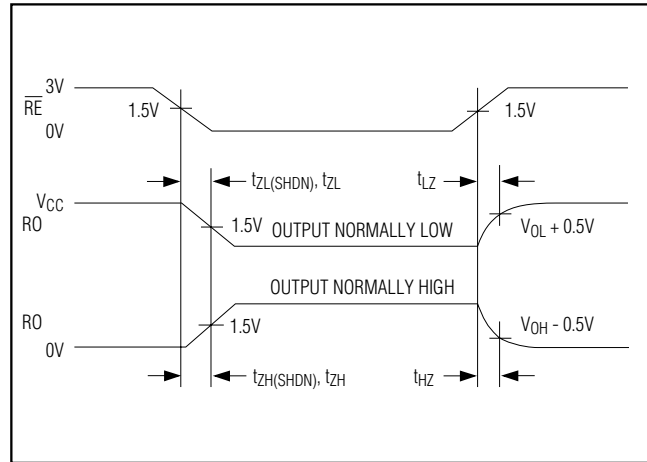 3V
RE
1.5V
1.5V
0V
tZL(SHDN), tZL
tLZ
VCC
RO
1.5V
OUTPUT NORMALLY LOW
VOL + 0.5V
OUTPUT NORMALLY HIGH
RO
1.5V
VOH - 0.5V
0V
tZH(SHDN), tZH
tHZ